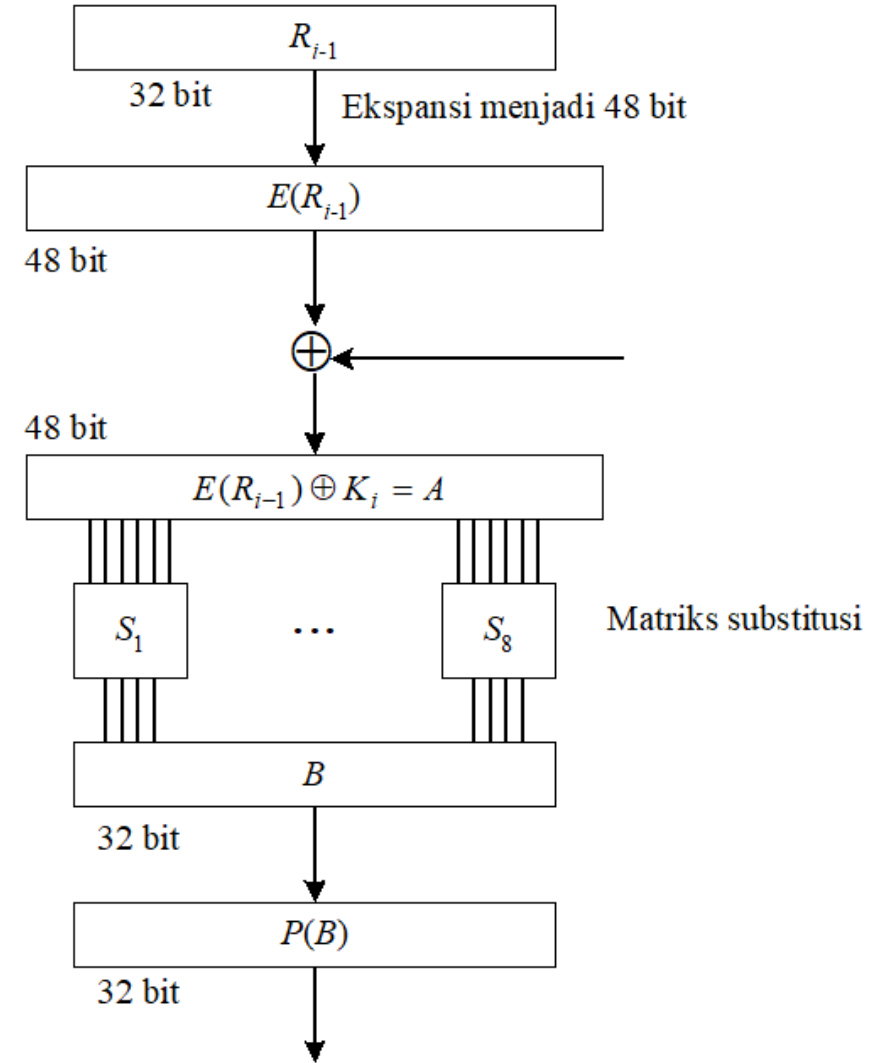 R_{i-1}
32 bit
Ekspansi menjadi 48 bit
E(R_{i-1})
48 bit
⊕
48 bit
E(R_{i-1}) ⊕ K_i = A
S_1 ... S_8
Matriks substitusi
B
32 bit
P(B)
32 bit